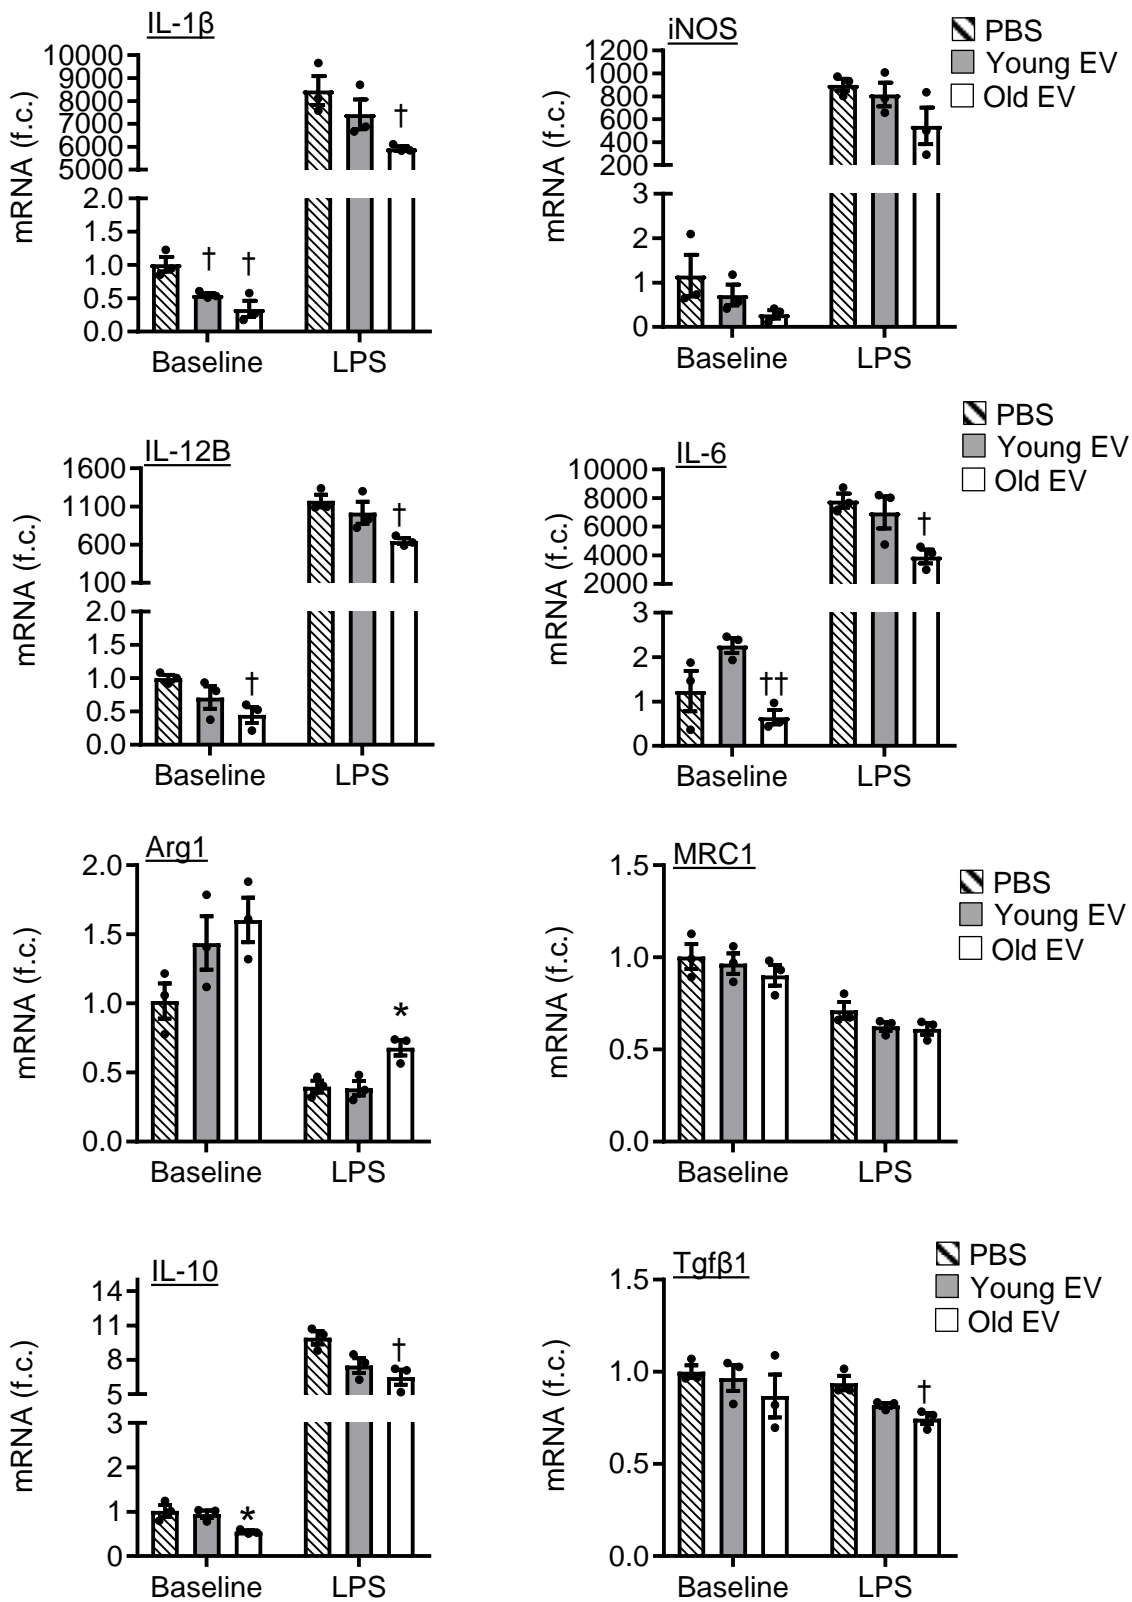 IL-1β
mRNA (f.c.)
10000
9000
8000
7000
6000
5000
2.0
1.5
1.0
0.5
0.0
† † †
Baseline LPS
iNOS
PBS
Young EV
Old EV
mRNA (f.c.)
1200
1000
800
600
400
200
3
2
1
0
Baseline LPS
IL-12B
mRNA (f.c.)
1600
1100
600
100
2.0
1.5
1.0
0.5
0.0
† †
Baseline LPS
IL-6
PBS
Young EV
Old EV
mRNA (f.c.)
10000
8000
6000
4000
2000
3
2
1
0
†† †
Baseline LPS
Arg1
mRNA (f.c.)
2.0
1.5
1.0
0.5
0.0
*
Baseline LPS
MRC1
PBS
Young EV
Old EV
mRNA (f.c.)
1.5
1.0
0.5
0.0
Baseline LPS
IL-10
mRNA (f.c.)
14
11
8
5
3
2
1
0
* †
Baseline LPS
Tgfβ1
PBS
Young EV
Old EV
mRNA (f.c.)
1.5
1.0
0.5
0.0
†
Baseline LPS